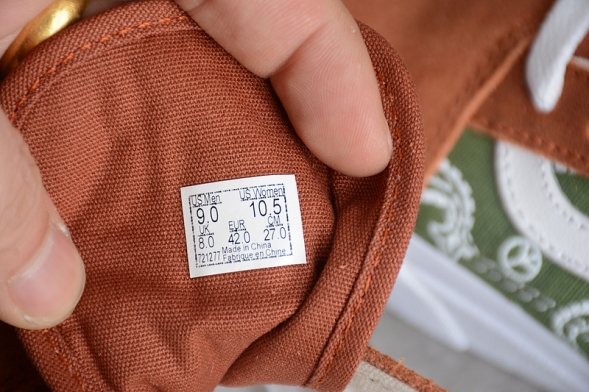 US Men US Women
9.0 10.5
UK EUR CM
8.0 42.0 27.0
Made in China
721277 Fabriqué en Chine